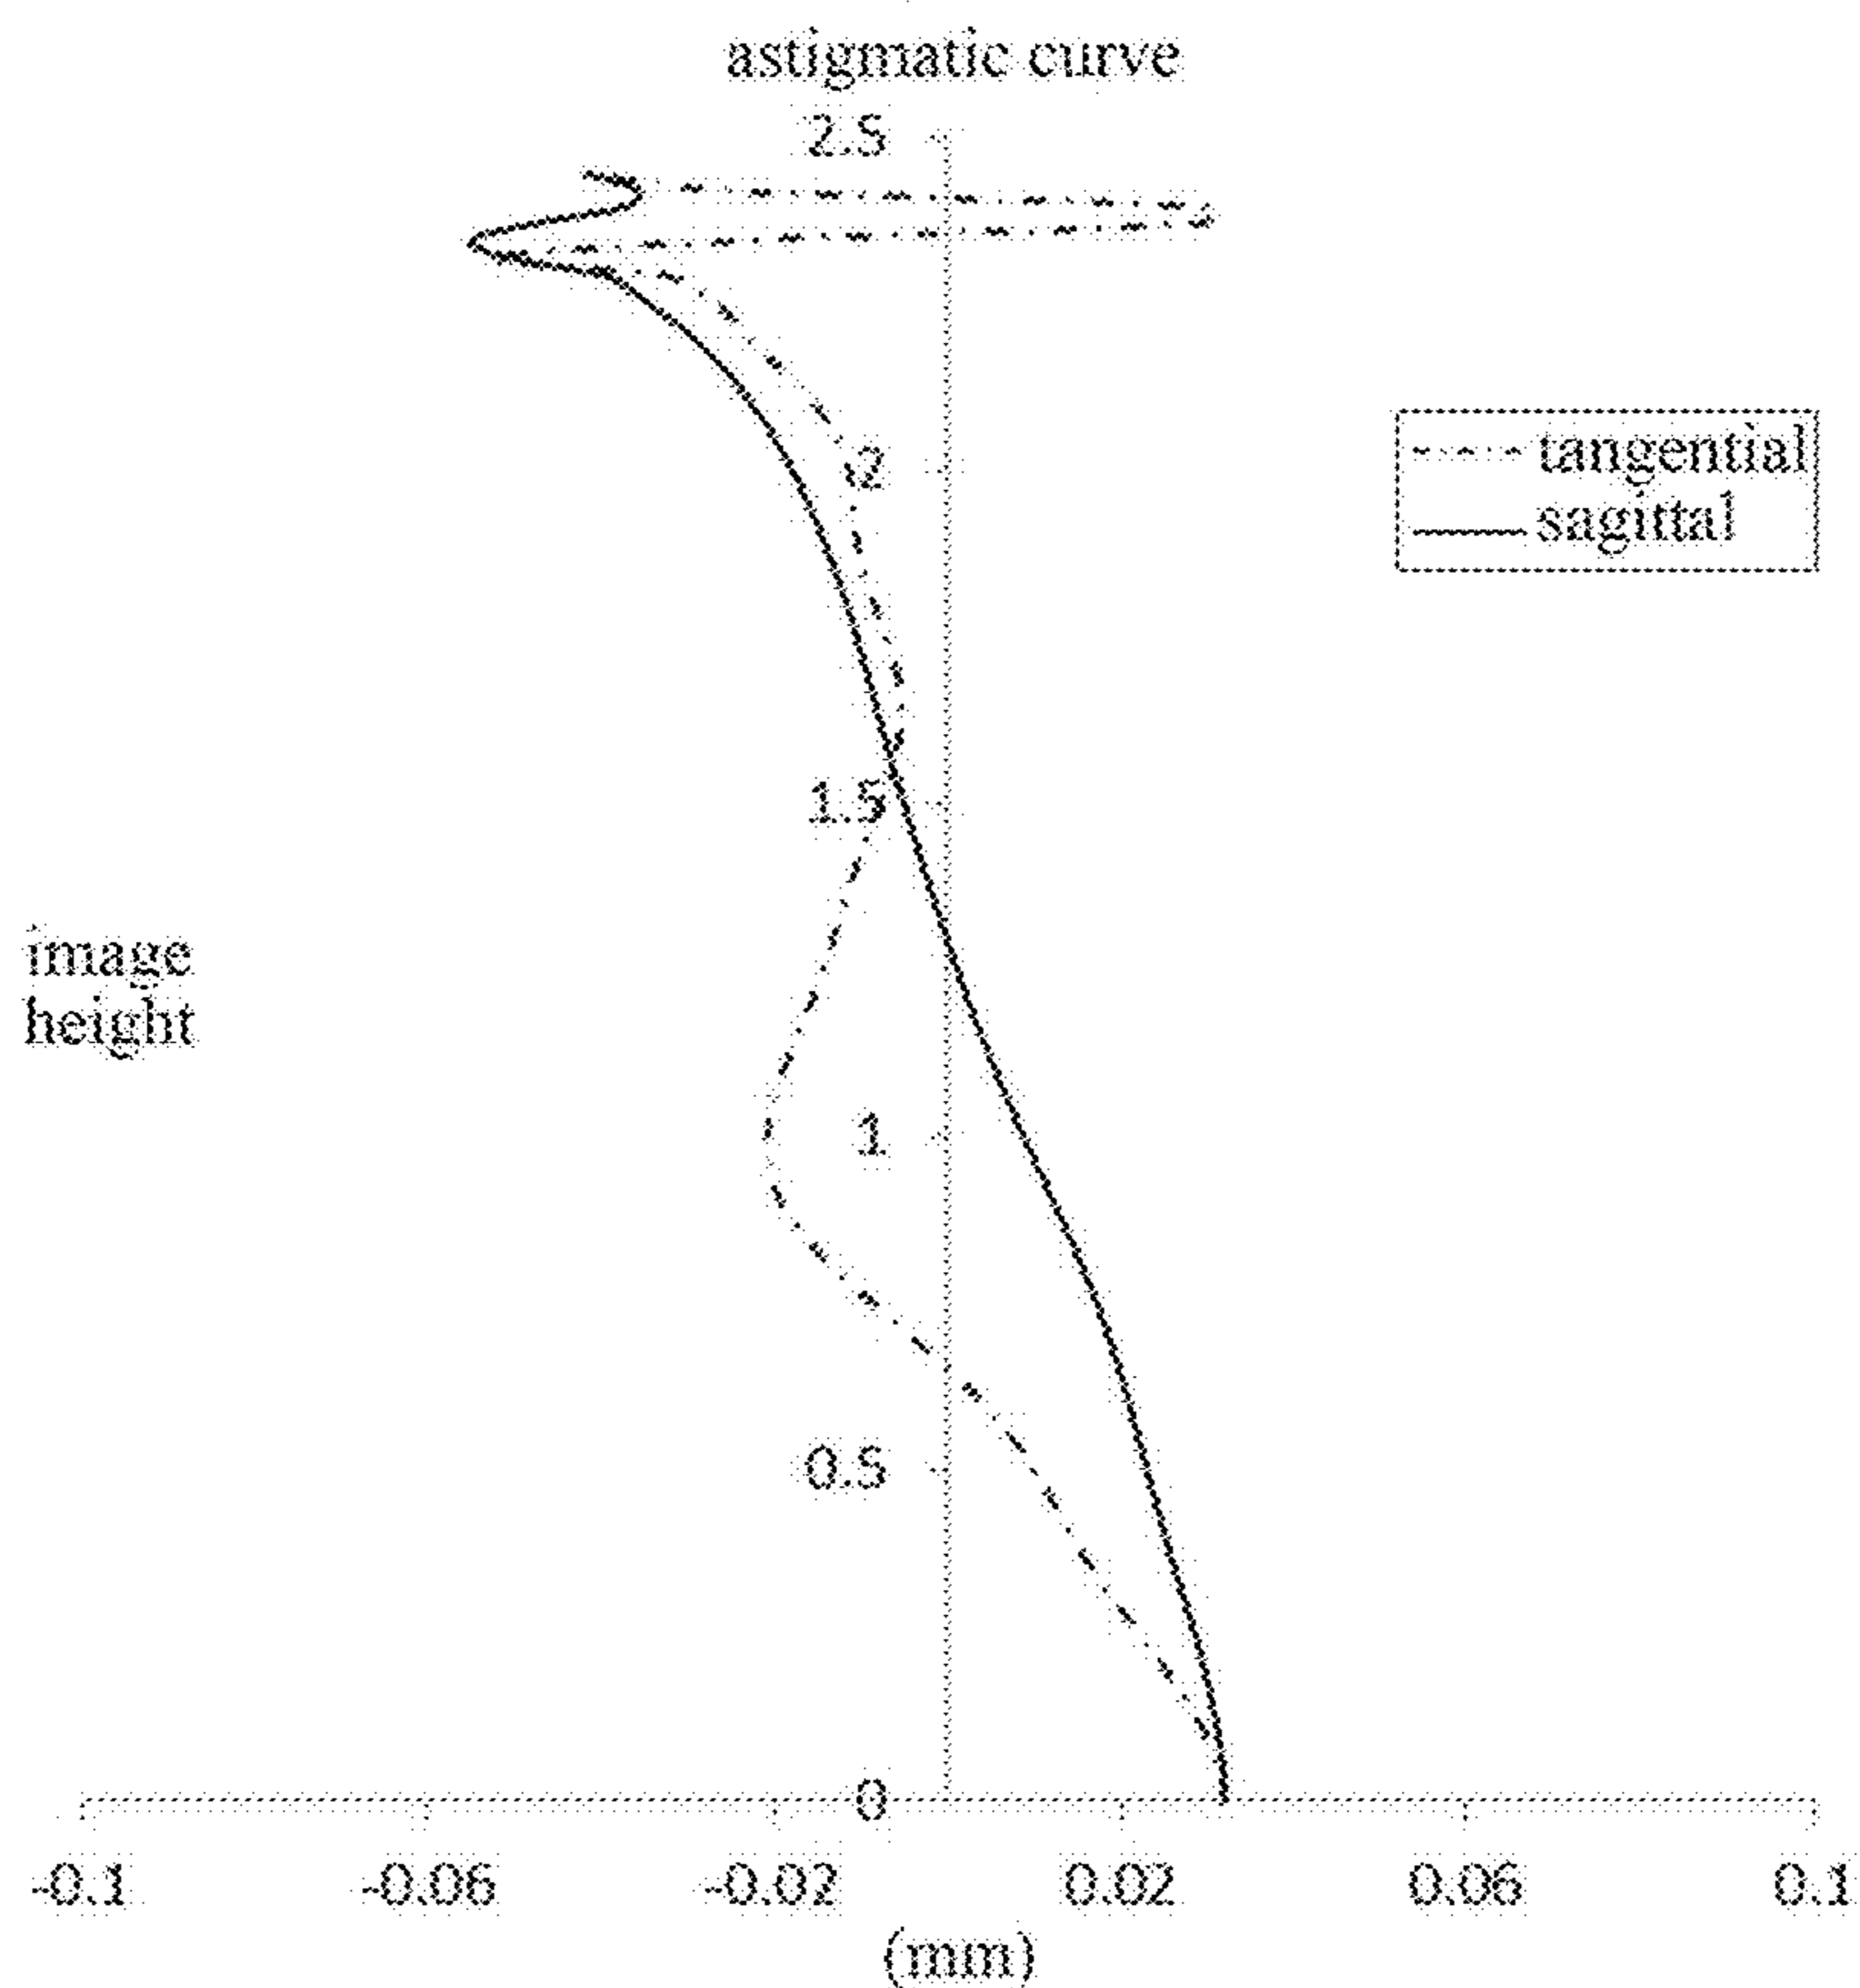 astigmatic curve
2.5
2
1.5
1
0.5
0
tangential
sagittal
image
height
-0.1 -0.06 -0.02 0.02 0.06 0.1
(mm)